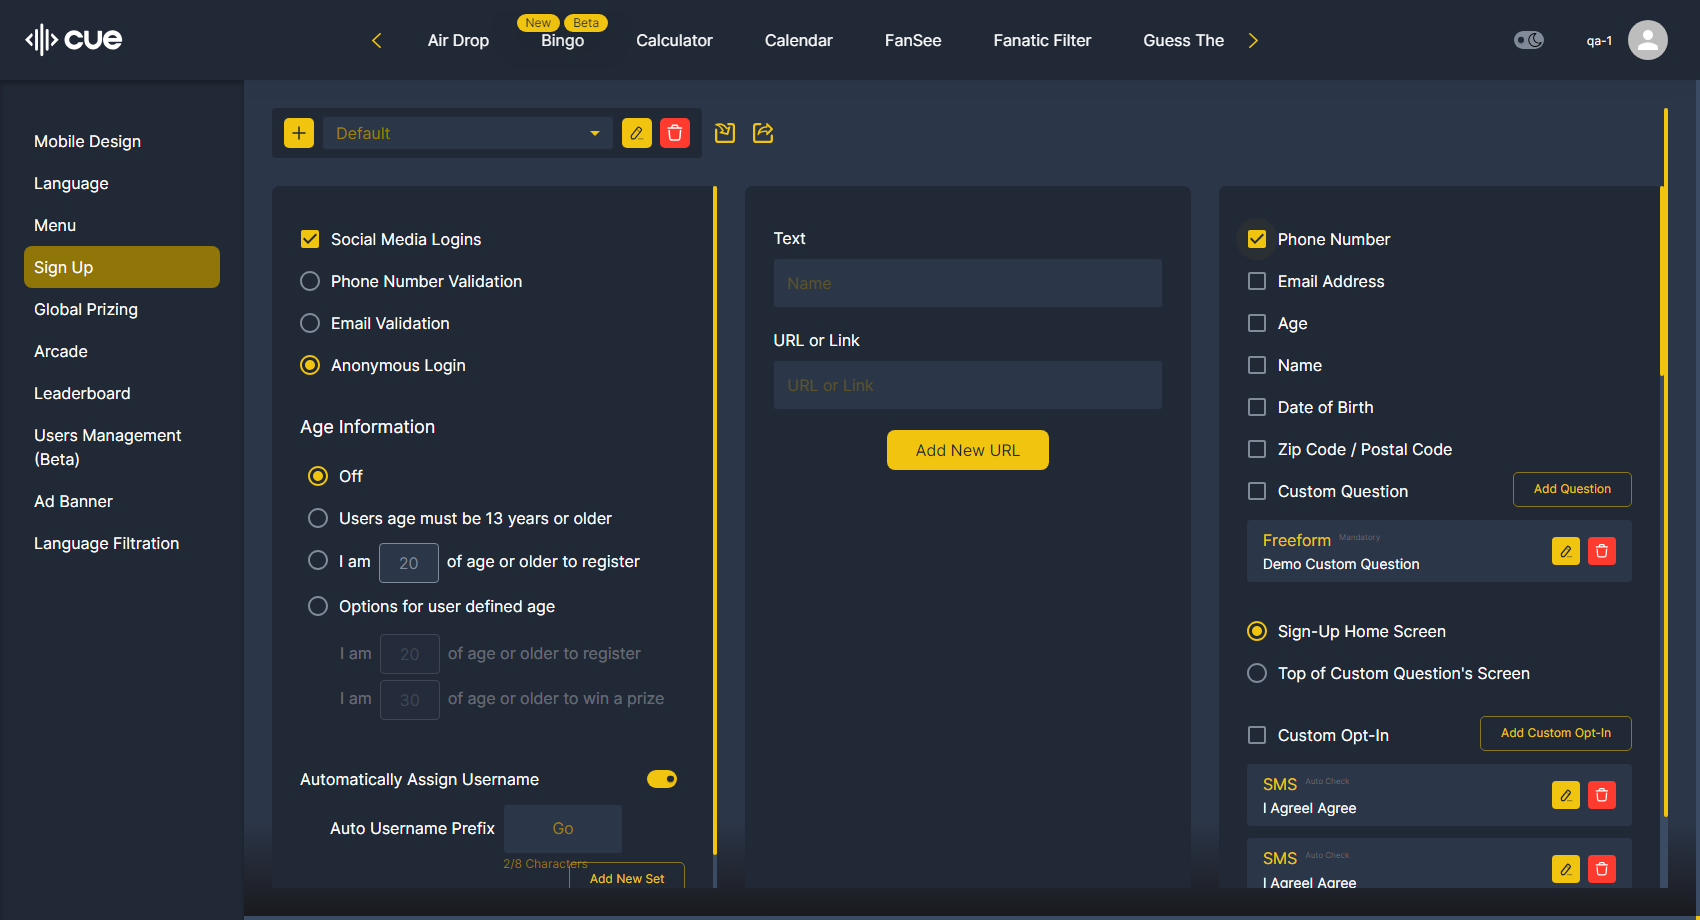 cue
Air Drop
New
Beta
Bingo
Calculator
Calendar
FanSee
Fanatic Filter
Guess The
qa-1
Mobile Design
Language
Menu
Sign Up
Global Prizing
Arcade
Leaderboard
Users Management
(Beta)
Ad Banner
Language Filtration
Default
Social Media Logins
Phone Number Validation
Email Validation
Anonymous Login
Age Information
Off
Users age must be 13 years or older
I am 20 of age or older to register
Options for user defined age
I am 20 of age or older to register
I am 30 of age or older to win a prize
Automatically Assign Username
Auto Username Prefix Go
2/8 Characters
Add New Set
Text
Name
URL or Link
URL or Link
Add New URL
Phone Number
Email Address
Age
Name
Date of Birth
Zip Code / Postal Code
Custom Question
Add Question
Freeform Mandatory
Demo Custom Question
Sign-Up Home Screen
Top of Custom Question's Screen
Custom Opt-In
Add Custom Opt-In
SMS Auto Check
I AgreeI Agree
SMS Auto Check
I AgreeI Agree